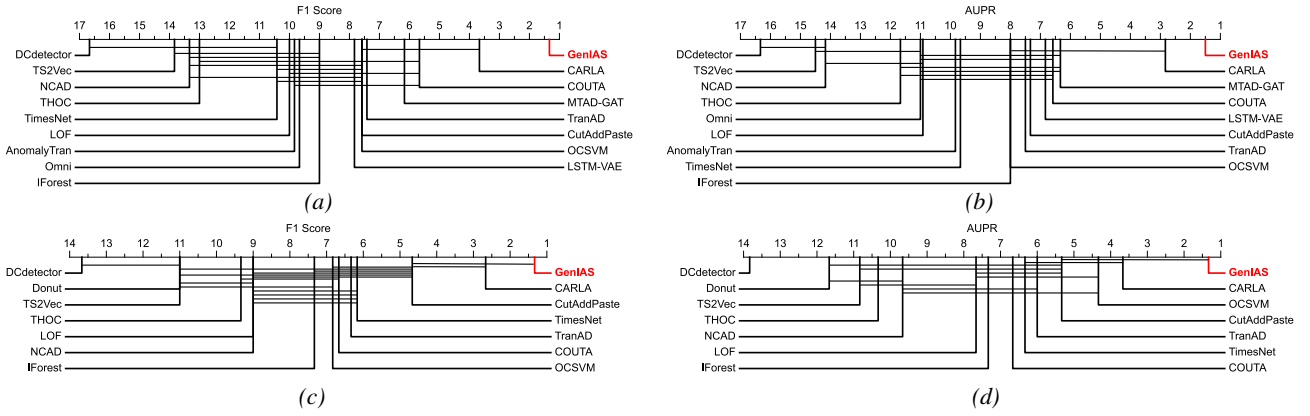 F1 Score
17 16 15 14 13 12 11 10 9 8 7 6 5 4 3 2 1
DCdetector GenIAS
TS2Vec CARLA
NCAD COUTA
THOC MTAD-GAT
TimesNet TranAD
LOF CutAddPaste
AnomalyTran OCSVM
Omni LSTM-VAE
IForest
(a)
AUPR
17 16 15 14 13 12 11 10 9 8 7 6 5 4 3 2 1
DCdetector GenIAS
TS2Vec CARLA
NCAD MTAD-GAT
THOC COUTA
Omni LSTM-VAE
LOF CutAddPaste
AnomalyTran TranAD
TimesNet OCSVM
IForest
(b)
F1 Score
14 13 12 11 10 9 8 7 6 5 4 3 2 1
DCdetector GenIAS
Donut CARLA
TS2Vec CutAddPaste
THOC TimesNet
LOF TranAD
NCAD COUTA
IForest OCSVM
(c)
AUPR
14 13 12 11 10 9 8 7 6 5 4 3 2 1
DCdetector GenIAS
Donut CARLA
TS2Vec OCSVM
THOC CutAddPaste
NCAD TranAD
LOF TimesNet
IForest COUTA
(d)